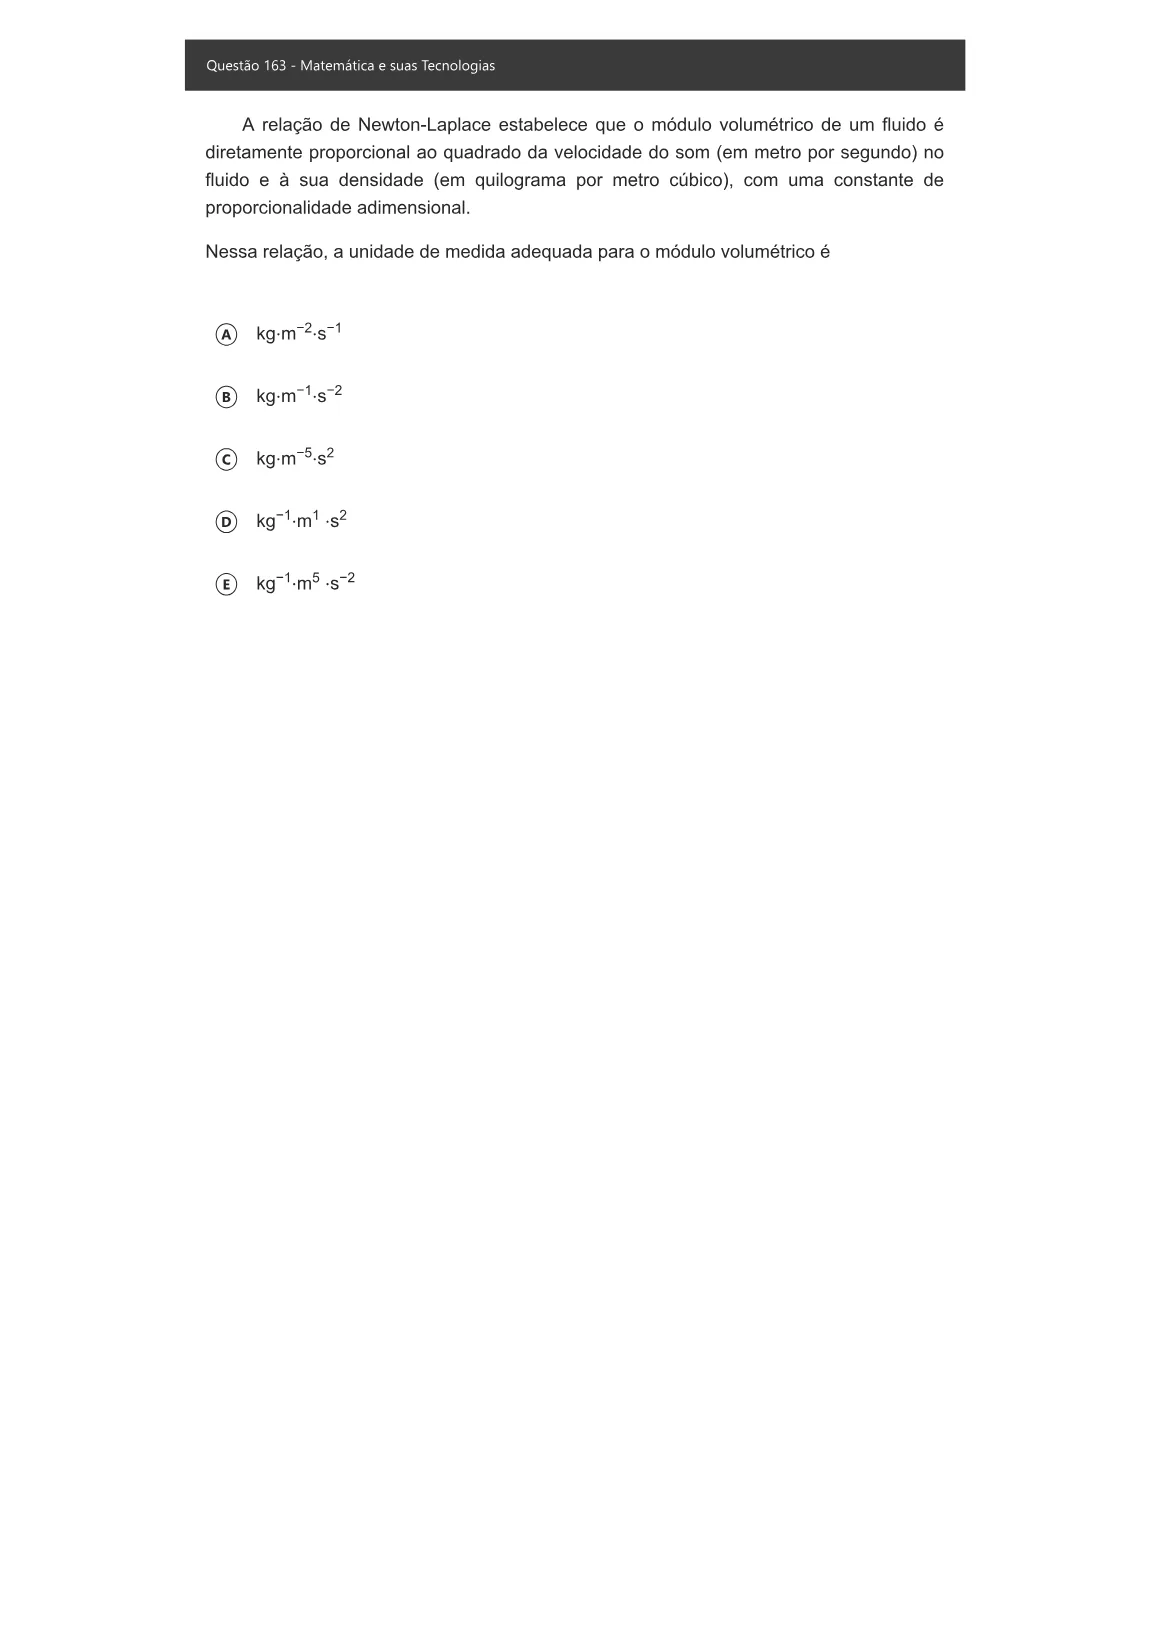 Questão 163 - Matemática e suas Tecnologias
A relação de Newton-Laplace estabelece que o módulo volumétrico de um fluido é
diretamente proporcional ao quadrado da velocidade do som (em metro por segundo) no
fluido e à sua densidade (em quilograma por metro cúbico), com uma constante de
proporcionalidade adimensional.
Nessa relação, a unidade de medida adequada para o módulo volumétrico é
A kg·m⁻²·s⁻¹
B kg·m⁻¹·s⁻²
C kg·m⁻⁵·s²
D kg⁻¹·m¹ ·s²
E kg⁻¹·m⁵ ·s⁻²